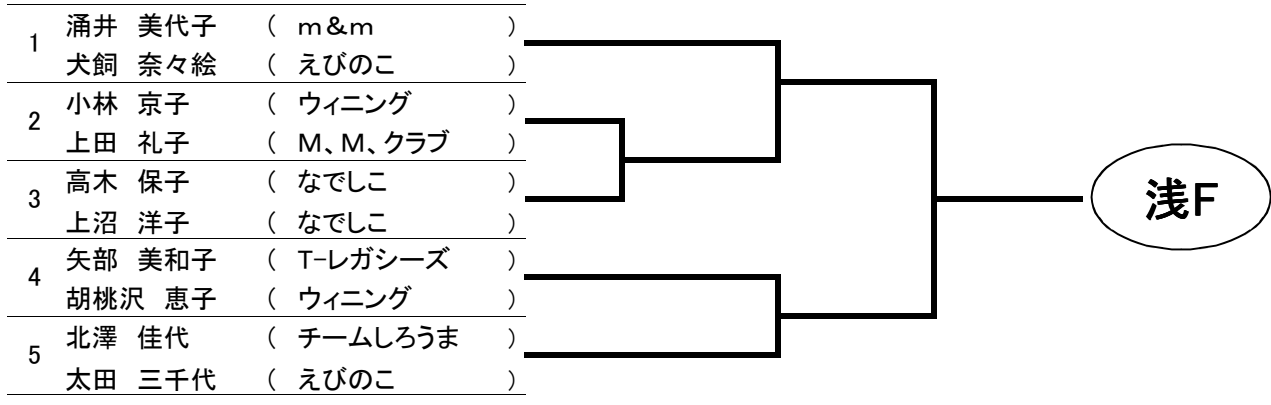 1
涌井 美代子 ( m&m )
犬飼 奈々絵 ( えびのこ )
2
小林 京子 ( ウィニング )
上田 礼子 ( M、M、クラブ )
3
高木 保子 ( なでしこ )
上沼 洋子 ( なでしこ )
4
矢部 美和子 ( T-レガシーズ )
胡桃沢 恵子 ( ウィニング )
5
北澤 佳代 ( チームしろうま )
太田 三千代 ( えびのこ )
浅F